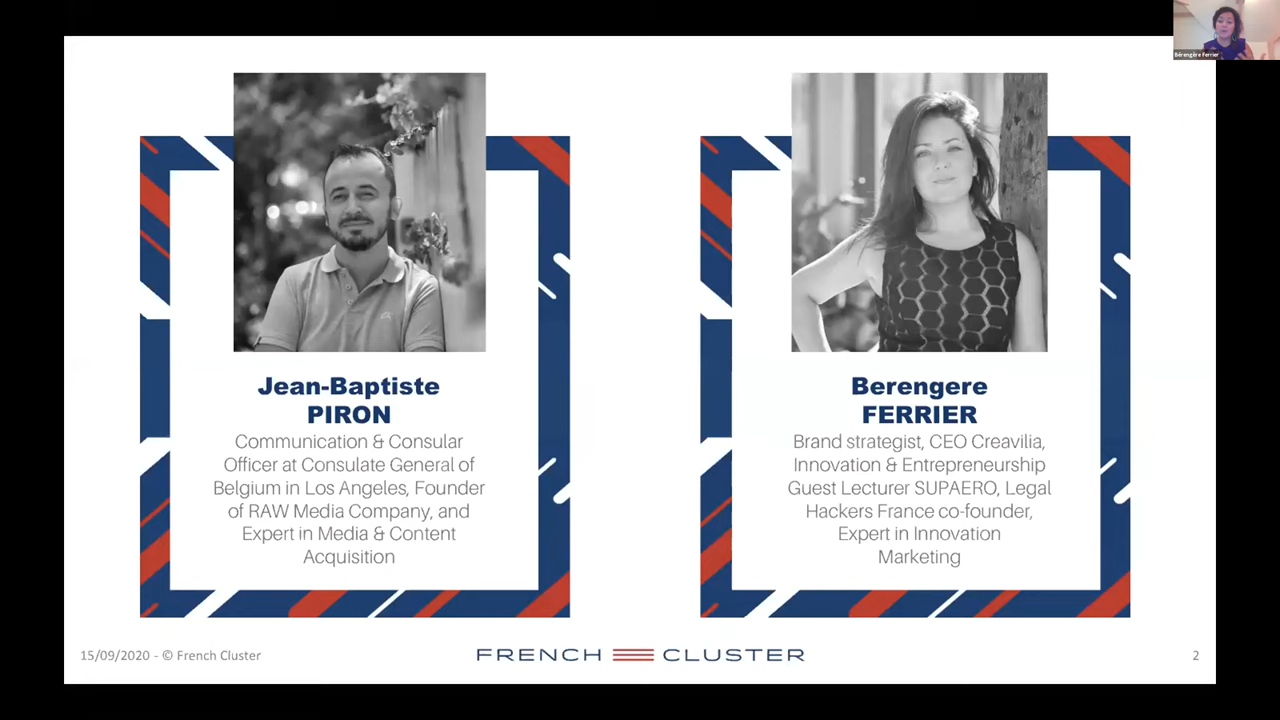 Bérengère Ferrier
Jean-Baptiste
PIRON
Communication & Consular
Officer at Consulate General of
Belgium in Los Angeles, Founder
of RAW Media Company, and
Expert in Media & Content
Acquisition
Berengere
FERRIER
Brand strategist, CEO Creavilia,
Innovation & Entrepreneurship
Guest Lecturer SUPAERO, Legal
Hackers France co-founder,
Expert in Innovation
Marketing
15/09/2020 - © French Cluster
FRENCH CLUSTER
2